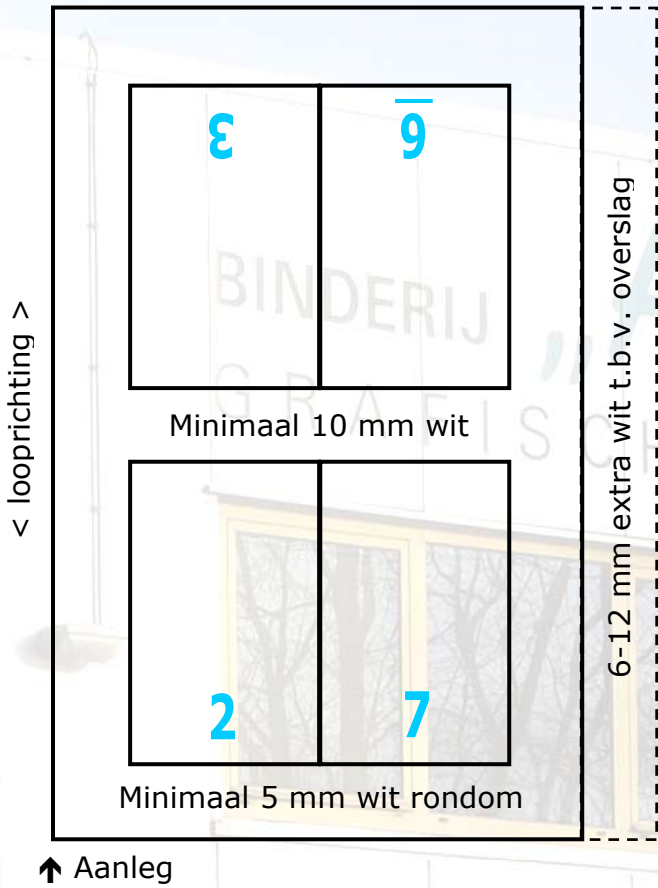 3 6
BINDERIJ „A
GRAFISCH
Minimaal 10 mm wit
< looprichting >
6-12 mm extra wit t.b.v. overslag
2 7
Minimaal 5 mm wit rondom
↑ Aanleg